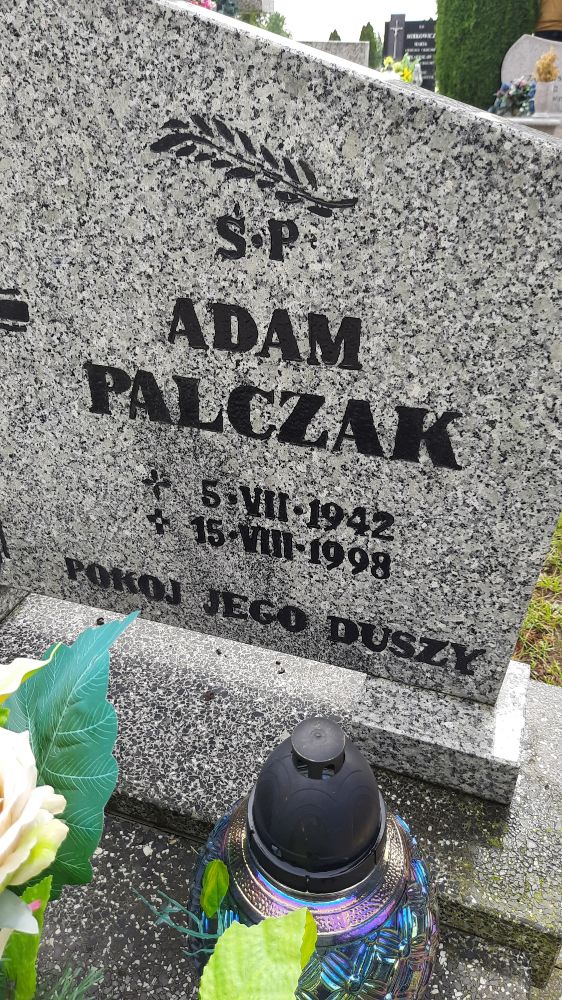 Ś·P
ADAM
PALCZAK
5·VII·1942
15·VIII·1998
POKOJ JEGO DUSZY